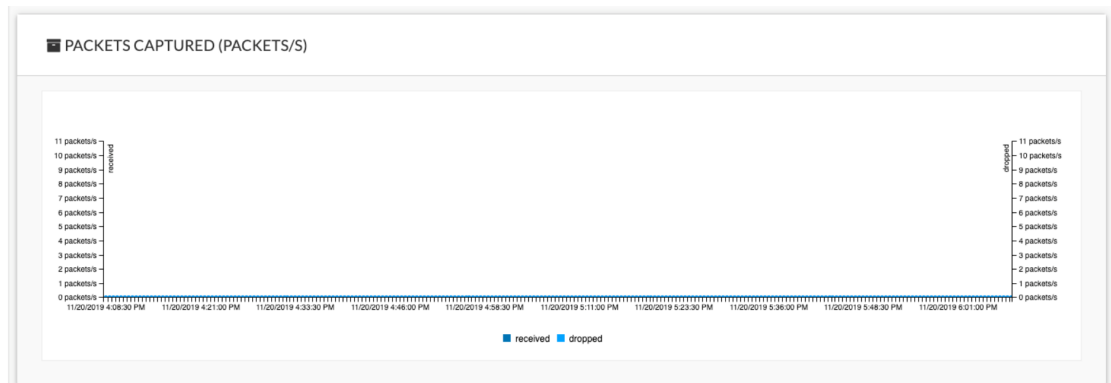 PACKETS CAPTURED (PACKETS/S)
11 packets/s
10 packets/s
9 packets/s
8 packets/s
7 packets/s
6 packets/s
5 packets/s
4 packets/s
3 packets/s
2 packets/s
1 packets/s
0 packets/s
received
dropped
11 packets/s
10 packets/s
9 packets/s
8 packets/s
7 packets/s
6 packets/s
5 packets/s
4 packets/s
3 packets/s
2 packets/s
1 packets/s
0 packets/s
11/20/2019 4:08:30 PM 11/20/2019 4:21:00 PM 11/20/2019 4:33:30 PM 11/20/2019 4:46:00 PM 11/20/2019 4:58:30 PM 11/20/2019 5:11:00 PM 11/20/2019 5:23:30 PM 11/20/2019 5:36:00 PM 11/20/2019 5:48:30 PM 11/20/2019 6:01:00 PM
received dropped